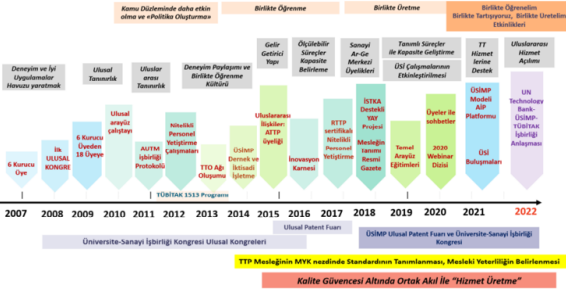 Kamu Düzleminde daha etkin
olma ve «Politika Oluşturma»
Birlikte Öğrenme
Birlikte Üretme
Birlikte Öğrenelim
Birlikte Tartışıyoruz, Birlikte Üretelim
Etkinlikleri
Deneyim ve İyi
Uygulamalar
Havuzu yaratmak
Ulusal
Tanınırlık
Uluslar
arası
Tanınırlık
Deneyim Paylaşımı ve
Birlikte Öğrenme
Kültürü
Gelir
Getirici
Yapı
Ölçülebilir
Süreçler
Kapasite
Belirleme
Sanayi
Ar-Ge
Merkezi
Üyelikleri
Tanımlı Süreçler
ile Kapasite Geliştirme
ÜSİ Çalışmalarının
Etkinleştirilmesi
TT
Hizmet
lerine
Destek
Uluslararası
Hizmet
Açılımı
6 Kurucu
Üye
İlk
ULUSAL
KONGRE
6 Kurucu
Üyeden
18 Üyeye
Ulusal
arayüz
çalıştayı
AUTM
işbirliği
Protokolü
Nitelikli
Personel
Yetiştirme
Çalışmaları
TTO Ağı
Oluşumu
ÜSİMP
Dernek ve
İktisadi
İşletme
Uluslararası
İlişkiler:
ATTP
üyeliği
İnovasyon
Karnesi
RTTP
sertifikalı
Nitelikli
Personel
Yetiştirme
İSTKA
Destekli
YAY
Projesi
Mesleğin
Tanımı
Resmi
Gazete
Temel
Arayüz
Eğitimleri
Üyeler ile
sohbetler
2020
Webinar
Dizisi
ÜSİMP
Modeli
AİP
Platformu
ÜSİ
Buluşmaları
UN
Technology
Bank-
ÜSİMP-
TÜBİTAK
İşbirliği
Anlaşması
TÜBİTAK 1513 Programı
2007
2008
2009
2010
2011
2012
2013
2014
2015
2016
2017
2018
2019
2020
2021
2022
Ulusal Patent Fuarı
Üniversite-Sanayi İşbirliği Kongresi Ulusal Kongreleri
ÜSİMP Ulusal Patent Fuarı ve Üniversite-Sanayi İşbirliği
Kongresi
TTP Mesleğinin MYK nezdinde Standardının Tanımlanması, Mesleki Yeterliliğin Belirlenmesi
Kalite Güvencesi Altında Ortak Akıl İle “Hizmet Üretme”